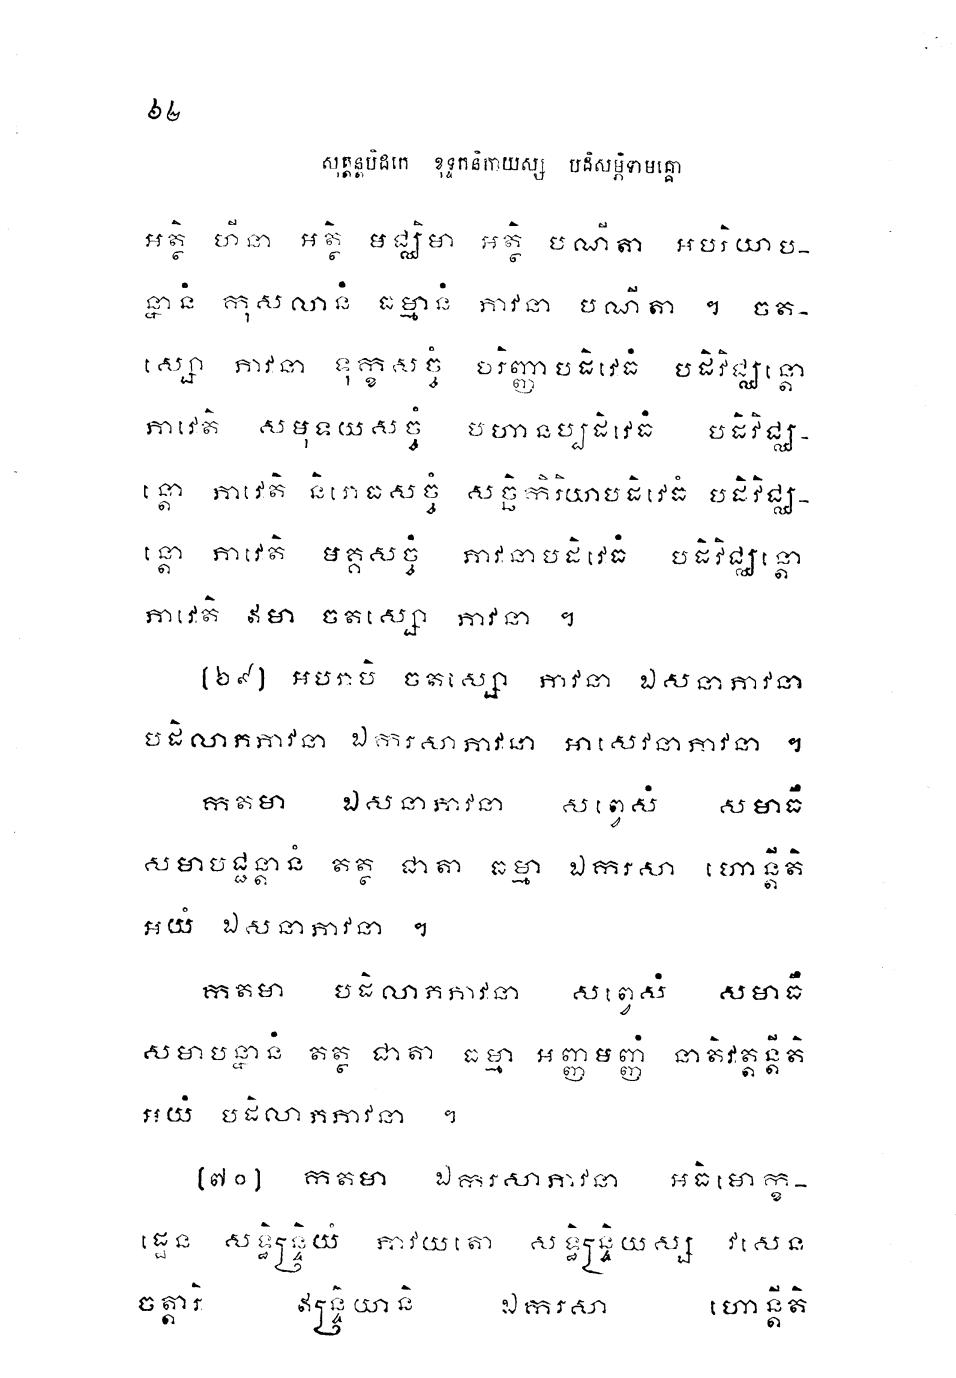 ៦៤
សុត្តន្តបិដកេ ខុទ្ទកនិកាយស្ស បដិសម្ភិទាមគ្គោ
អត្ថិ ហីនា អត្ថិ មជ្ឈិមា អត្ថិ បណីតា អបរិយាប-
ន្នានំ កុសលានំ ធម្មានំ ភាវនា បណីតា ។ ចត-
ស្សោ ភាវនា ទុក្ខសច្ចំ បរិញ្ញាបដិវេធំ បដិវិជ្ឈន្តោ
ភាវេតិ សមុទយសច្ចំ បហានប្បដិវេធំ បដិវិជ្ឈ-
ន្តោ ភាវេតិ និរោធសច្ចំ សច្ឆិកិរិយាបដិវេធំ បដិវិជ្ឈ-
ន្តោ ភាវេតិ មគ្គសច្ចំ ភាវនាបដិវេធំ បដិវិជ្ឈន្តោ
ភាវេតិ ឥមា ចតស្សោ ភាវនា ។
(៦៩) អបរាបិ ចតស្សោ ភាវនា ឯសនាភាវនា
បដិលាភភាវនា ឯការសាភាវនា អាសេវនាភាវនា ។
កតមា ឯសនាភាវនា សព្វេសំ សមាធឹ
សមាបជ្ជន្តានំ តត្ថ ជាតា ធម្មា ឯការសា ហោន្តីតិ
អយំ ឯសនាភាវនា ។
កតមា បដិលាភភាវនា សព្វេសំ សមាធឹ
សមាបន្នានំ តត្ថ ជាតា ធម្មា អញ្ញមញ្ញំ នាតិវត្តន្តីតិ
អយំ បដិលាភភាវនា ។
(៧០) កតមា ឯការសាភាវនា អធិមោក្ខ-
ដ្ឋេន សទ្ធិន្ទ្រិយំ ភាវយតោ សទ្ធិន្ទ្រិយស្ស វសេន
ចត្តារិ ឥន្ទ្រិយានិ ឯការសា ហោន្តីតិ